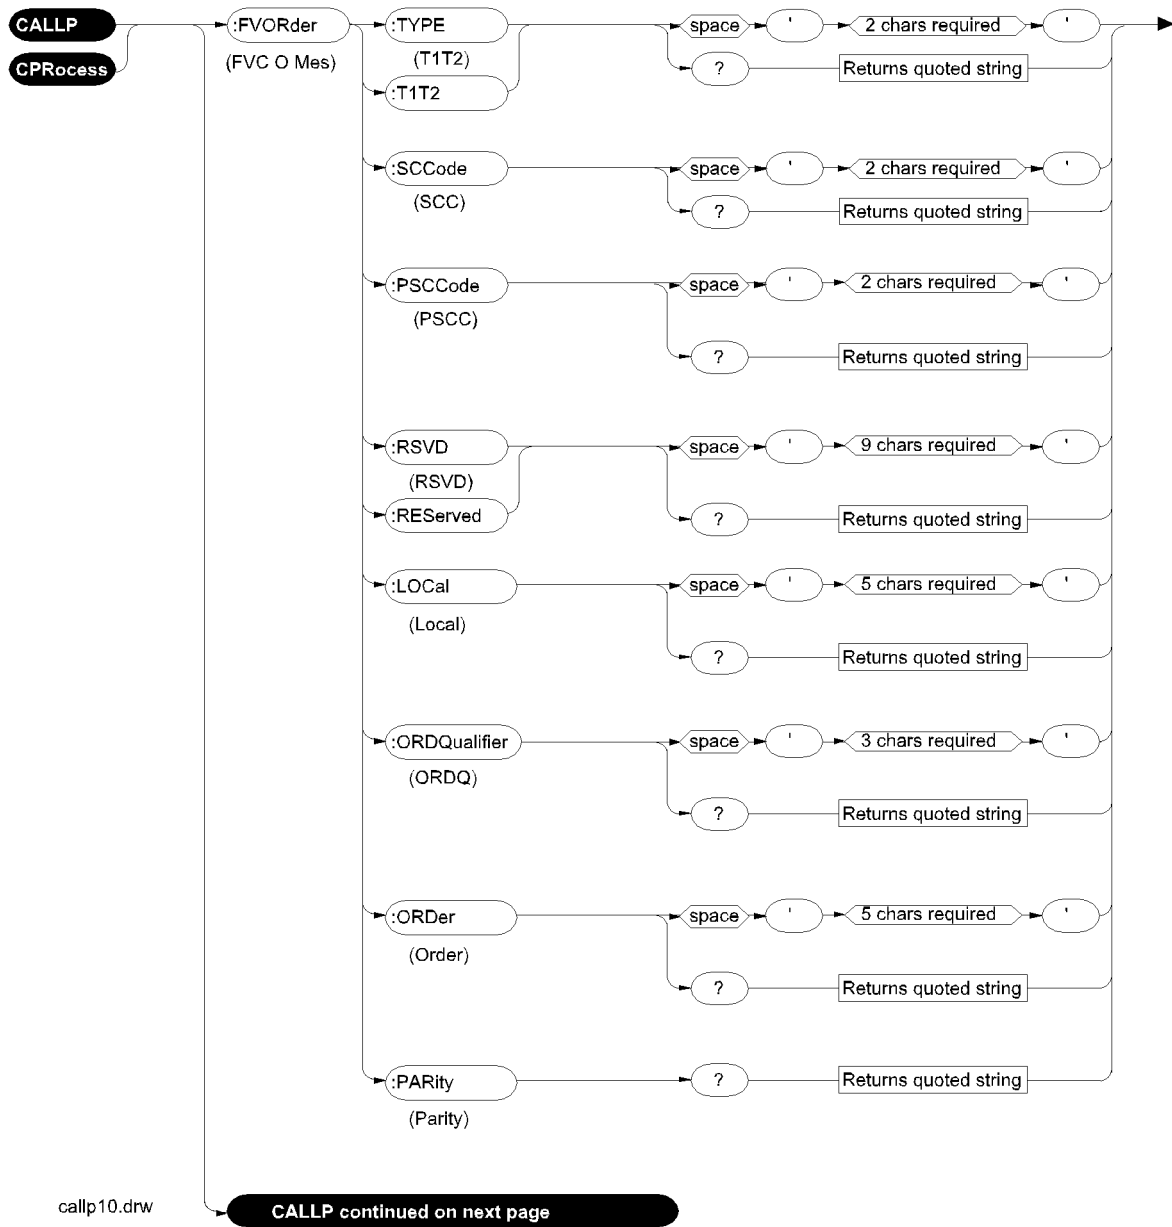 CALLP :FVORder :TYPE space ' 2 chars required '
CPRocess (FVC O Mes) (T1T2) ? Returns quoted string
:T1T2
:SCCode space ' 2 chars required '
(SCC) ? Returns quoted string
:PSCCode space ' 2 chars required '
(PSCC)
? Returns quoted string
:RSVD space ' 9 chars required '
(RSVD)
:REServed ? Returns quoted string
:LOCal space ' 5 chars required '
(Local)
? Returns quoted string
:ORDQualifier space ' 3 chars required '
(ORDQ)
? Returns quoted string
:ORDer space ' 5 chars required '
(Order)
? Returns quoted string
:PARity ? Returns quoted string
(Parity)
callp10.drw CALLP continued on next page